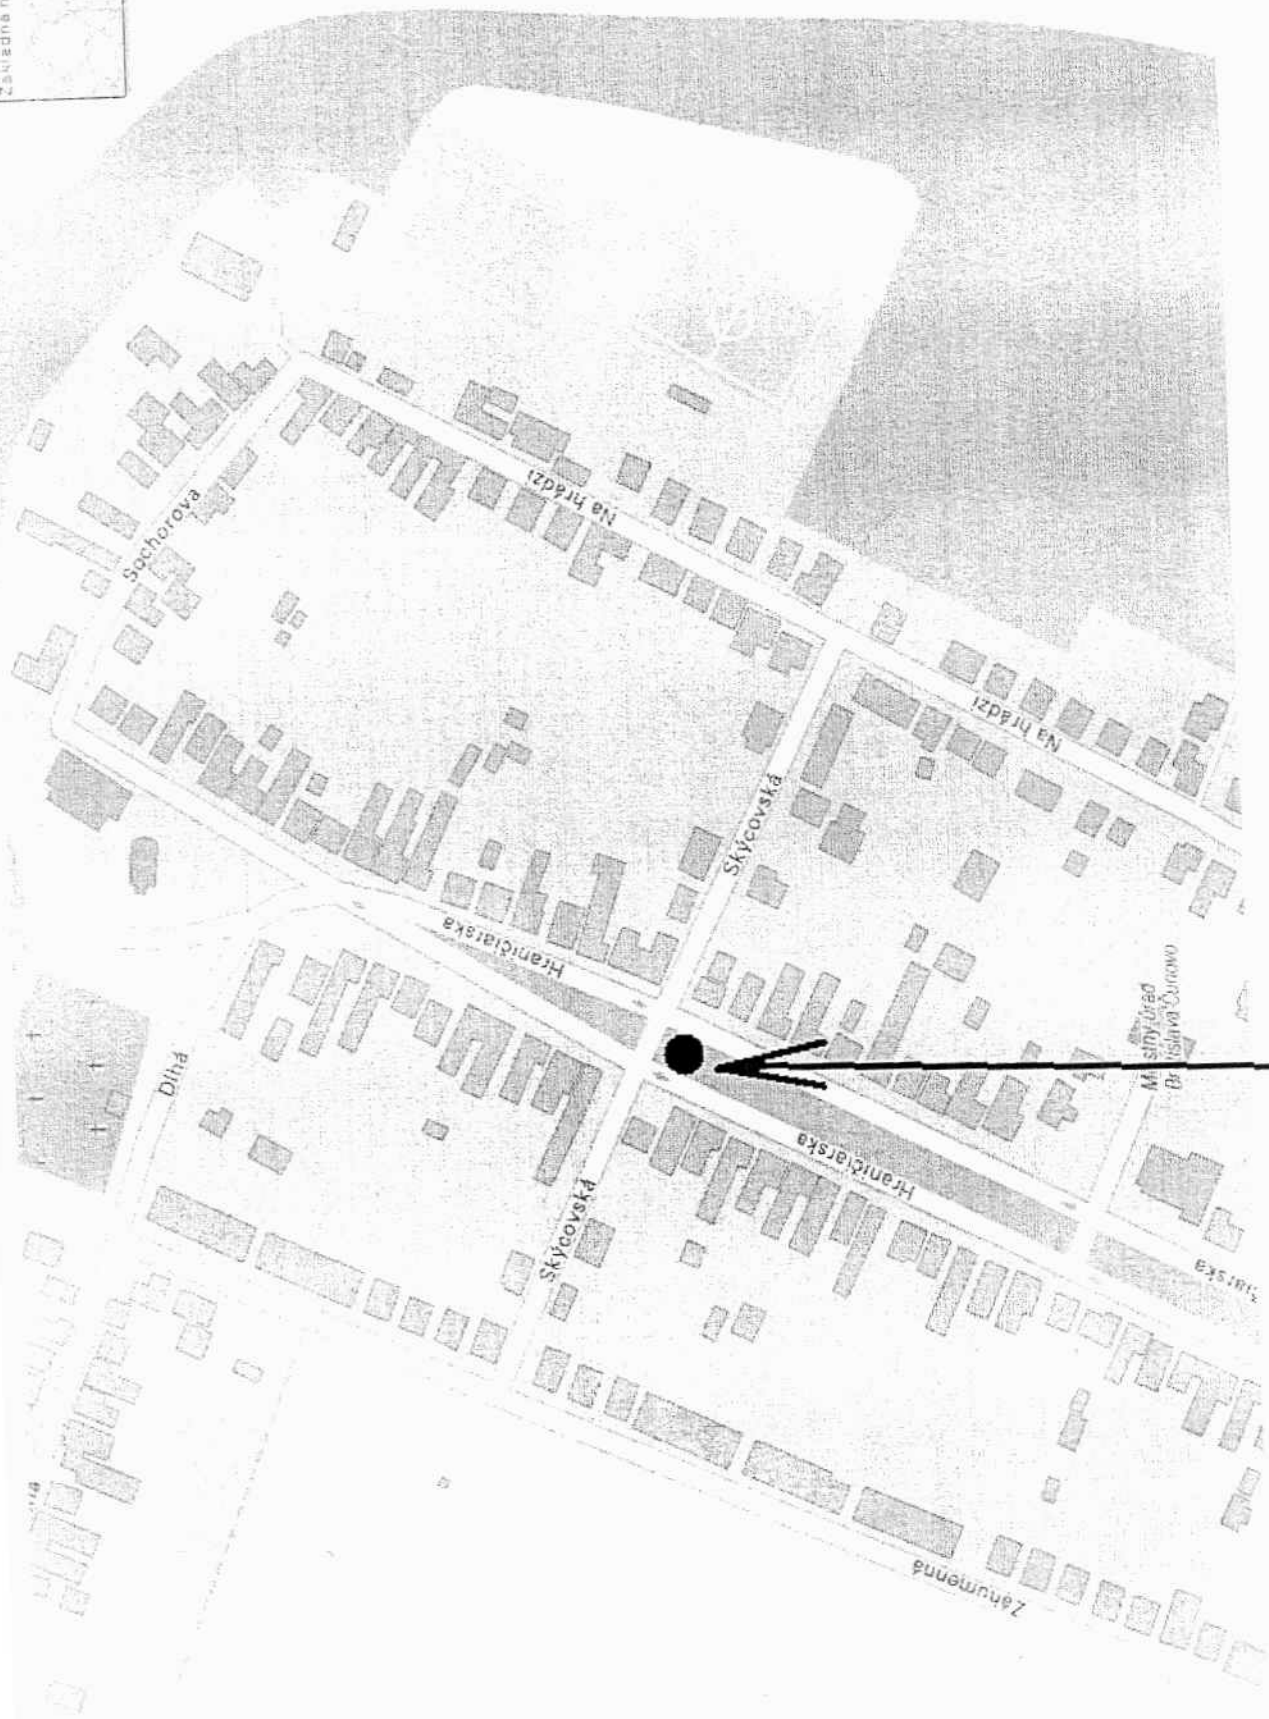 Sochorova
Na hrádzi
Na hrádzi
Skýcovská
Hraničiarska
Dlhá
Hraničiarska
Skýcovská
Miestny úrad
Bratislava Čunovo
Záhumenná